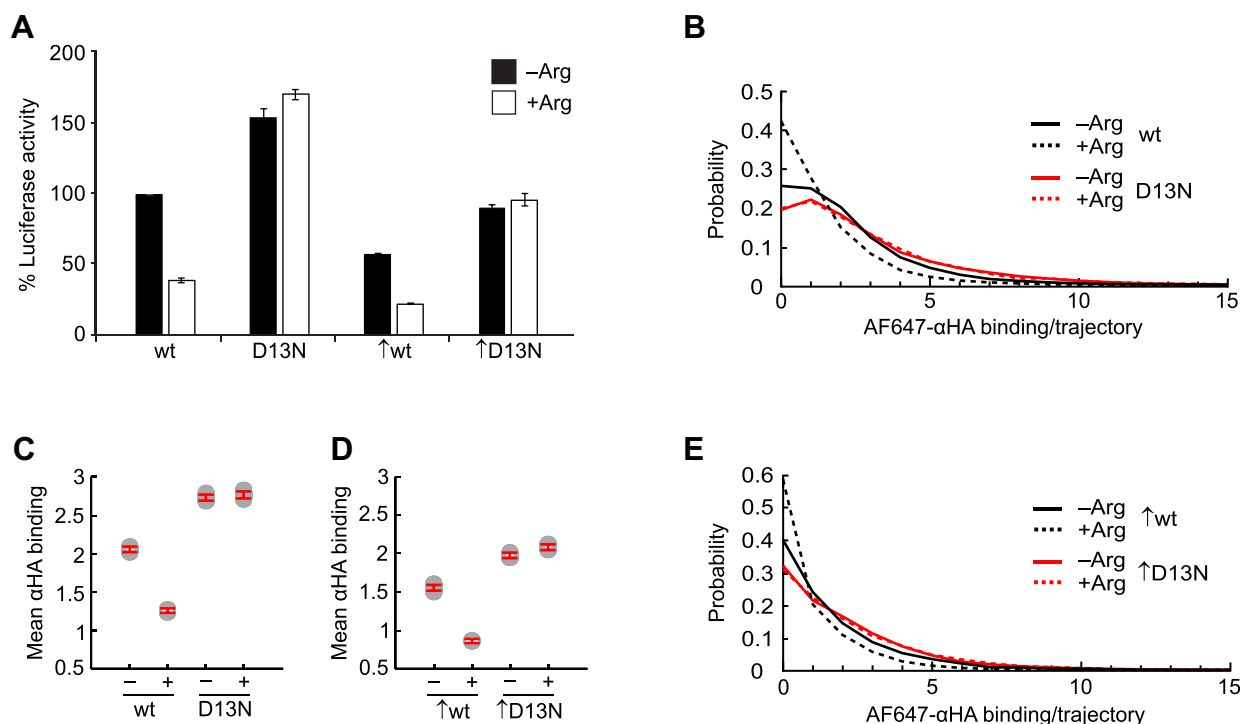 A
% Luciferase activity
200
150
100
50
0
–Arg
+Arg
wt
D13N
↑wt
↑D13N
B
Probability
0.5
0.4
0.3
0.2
0.1
0
0
5
10
15
AF647-αHA binding/trajectory
–Arg
+Arg
wt
–Arg
+Arg
D13N
C
Mean αHA binding
3
2.5
2
1.5
1
0.5
– + – +
wt D13N
D
Mean αHA binding
3
2.5
2
1.5
1
0.5
– + – +
↑wt ↑D13N
E
Probability
0.6
0.5
0.4
0.3
0.2
0.1
0
0
5
10
15
AF647-αHA binding/trajectory
–Arg
+Arg
↑wt
–Arg
+Arg
↑D13N